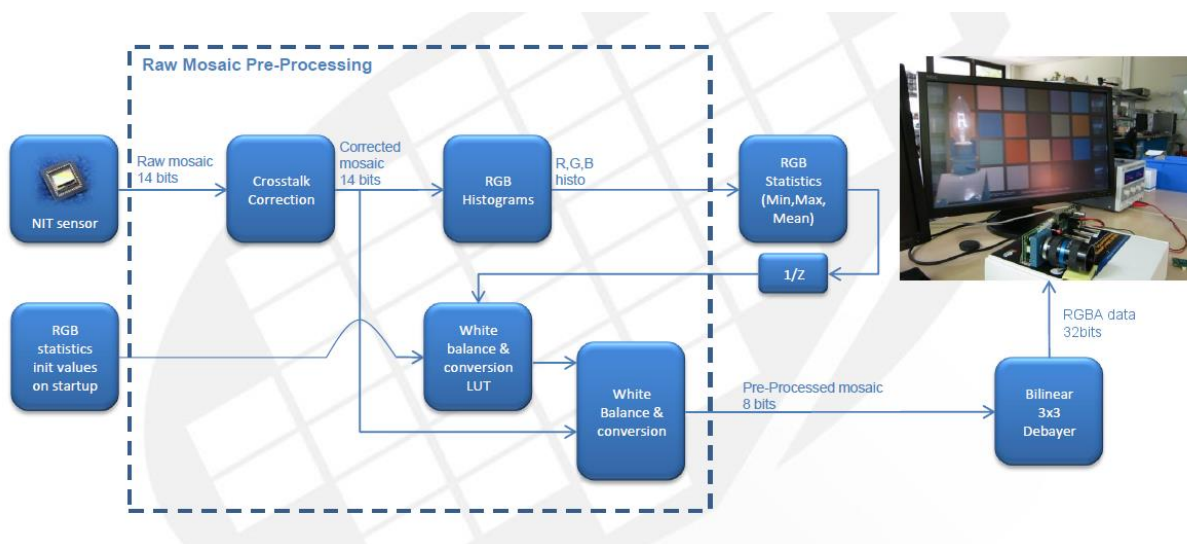 Raw Mosaic Pre-Processing
NIT sensor
Raw mosaic
14 bits
Crosstalk
Correction
Corrected
mosaic
14 bits
RGB
Histograms
R,G,B
histo
RGB
Statistics
(Min,Max,
Mean)
1/Z
RGB
statistics
init values
on startup
White
balance &
conversion
LUT
White
Balance &
conversion
Pre-Processed mosaic
8 bits
Bilinear
3x3
Debayer
RGBA data
32bits